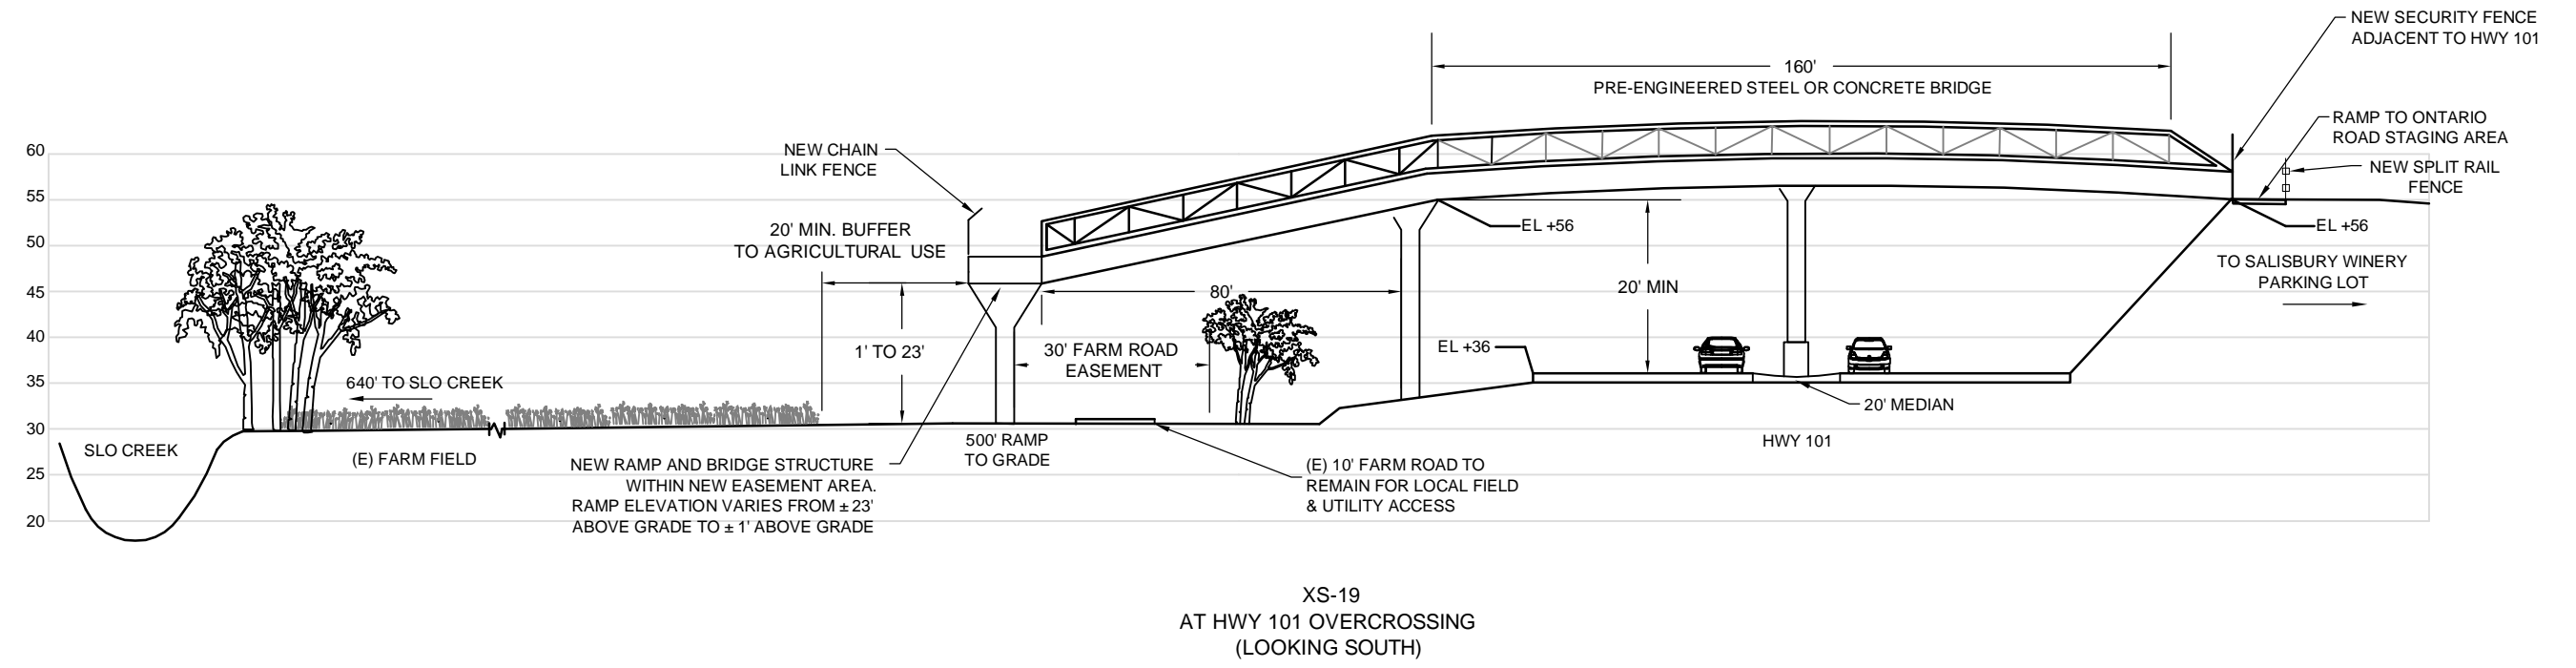 NEW SECURITY FENCE
ADJACENT TO HWY 101
160'
PRE-ENGINEERED STEEL OR CONCRETE BRIDGE
RAMP TO ONTARIO
ROAD STAGING AREA
NEW SPLIT RAIL
FENCE
NEW CHAIN
LINK FENCE
20' MIN. BUFFER
TO AGRICULTURAL USE
EL +56
EL +56
TO SALISBURY WINERY
PARKING LOT
80'
20' MIN
1' TO 23'
30' FARM ROAD
EASEMENT
EL +36
640' TO SLO CREEK
20' MEDIAN
SLO CREEK
(E) FARM FIELD
500' RAMP
TO GRADE
HWY 101
NEW RAMP AND BRIDGE STRUCTURE
WITHIN NEW EASEMENT AREA.
RAMP ELEVATION VARIES FROM ± 23'
ABOVE GRADE TO ± 1' ABOVE GRADE
(E) 10' FARM ROAD TO
REMAIN FOR LOCAL FIELD
& UTILITY ACCESS
60
55
50
45
40
35
30
25
20
XS-19
AT HWY 101 OVERCROSSING
(LOOKING SOUTH)